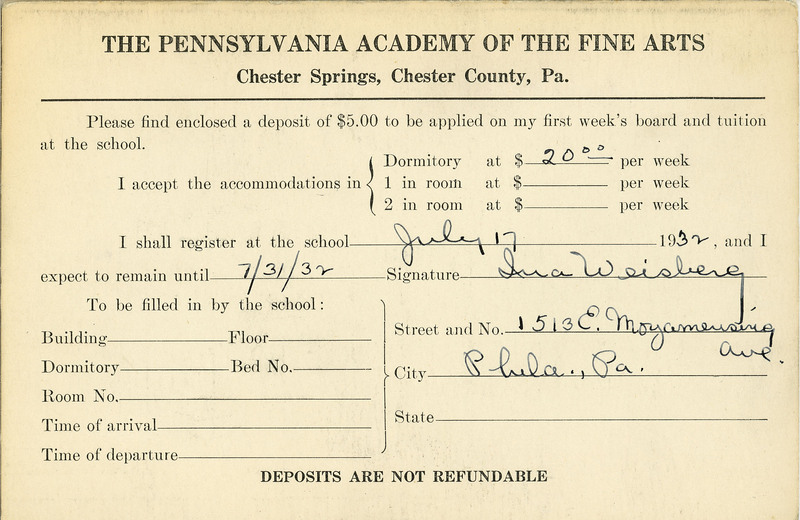 THE PENNSYLVANIA ACADEMY OF THE FINE ARTS
Chester Springs, Chester County, Pa.
Please find enclosed a deposit of $5.00 to be applied on my first week's board and tuition
at the school.
I accept the accommodations in
Dormitory at $ 20 00 per week
1 in room at $ per week
2 in room at $ per week
I shall register at the school July 17 1932, and I
expect to remain until 7/31/32 Signature Ina Weisberg
To be filled in by the school:
Building Floor
Dormitory Bed No.
Room No.
Time of arrival
Time of departure
Street and No. 1513 E. Moyamensing
Ave.
City Phila., Pa.
State
DEPOSITS ARE NOT REFUNDABLE